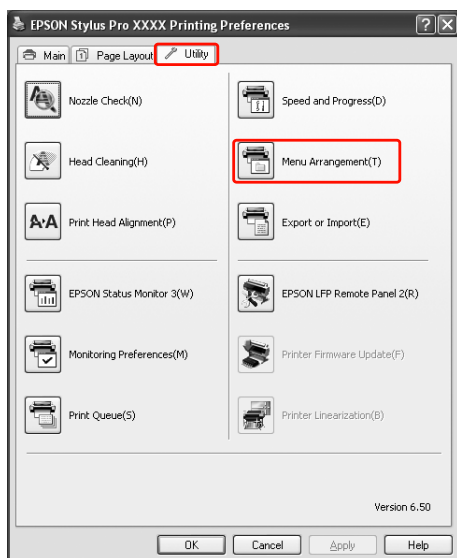 EPSON Stylus Pro XXXX Printing Preferences
Main Page Layout Utility
Nozzle Check(N)
Speed and Progress(D)
Head Cleaning(H)
Menu Arrangement(T)
Print Head Alignment(P)
Export or Import(E)
EPSON Status Monitor 3(W)
EPSON LFP Remote Panel 2(R)
Monitoring Preferences(M)
Printer Firmware Update(F)
Print Queue(S)
Printer Linearization(B)
Version 6.50
OK Cancel Apply Help